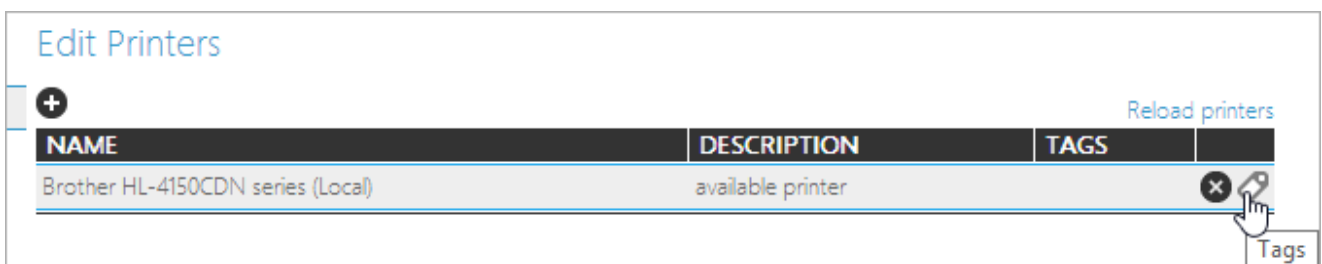 Edit Printers
Reload printers
NAME DESCRIPTION TAGS
Brother HL-4150CDN series (Local) available printer
Tags